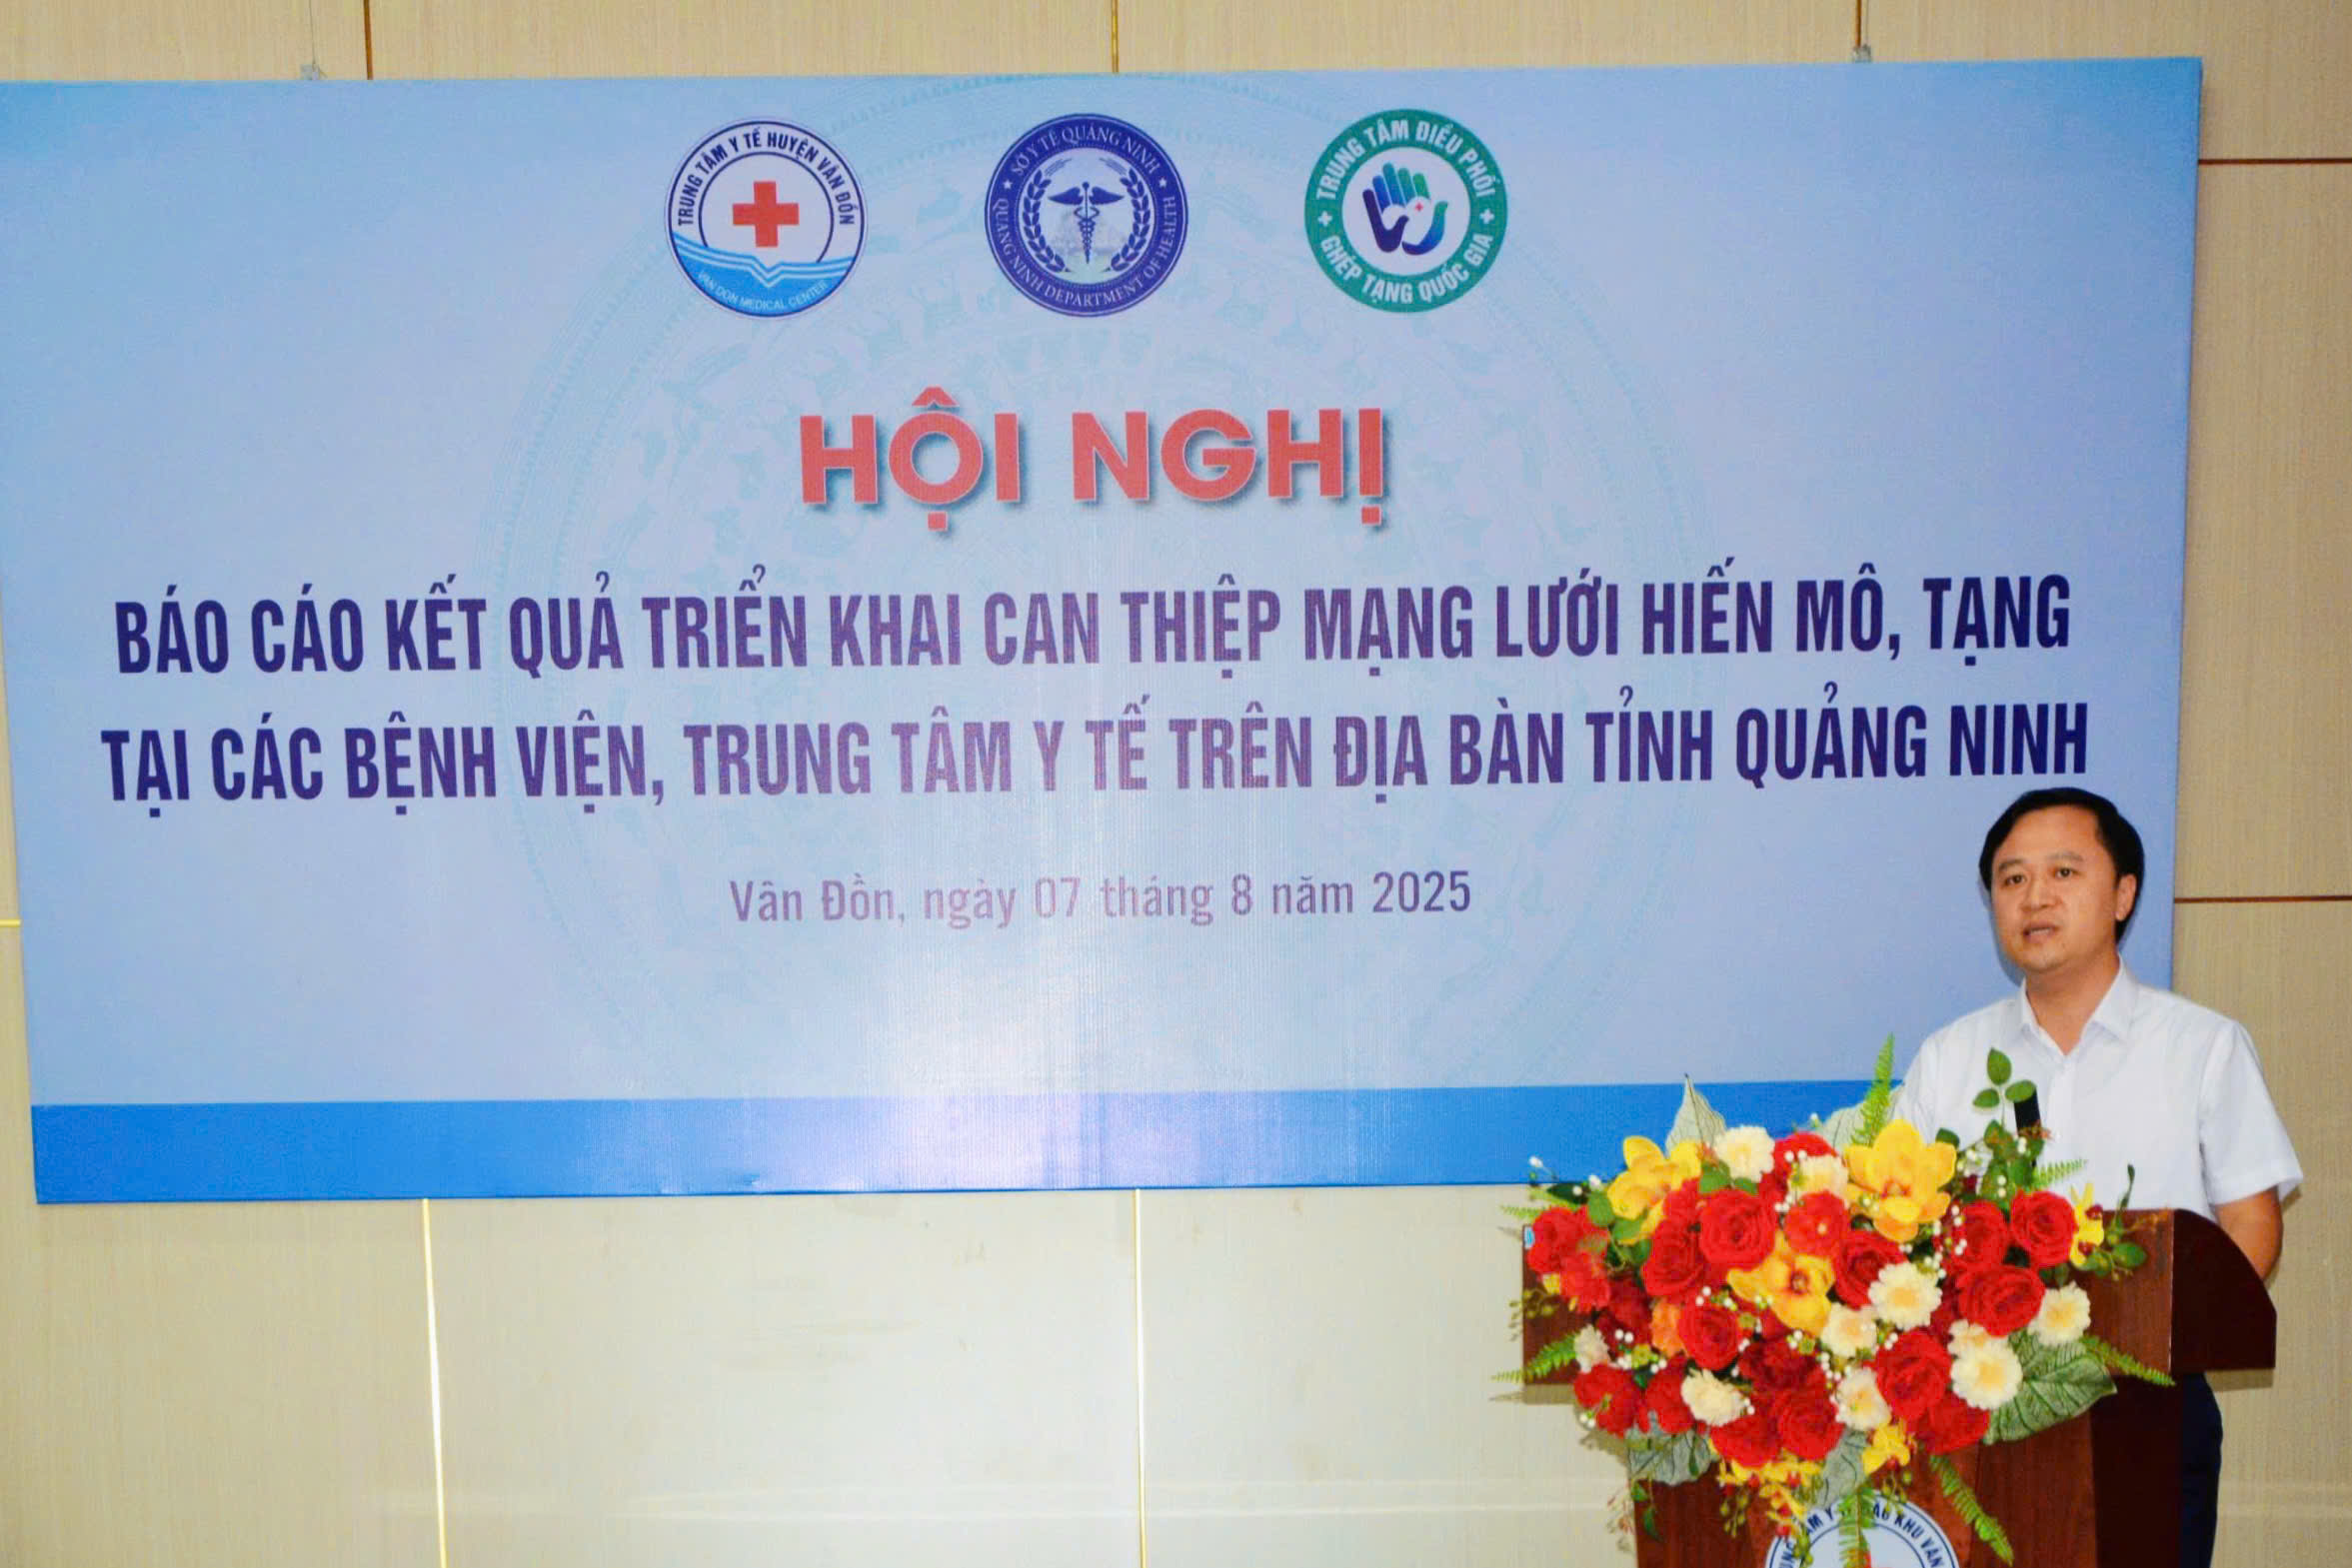 TRUNG TÂM Y TẾ HUYỆN VÂN ĐỒN
VAN DON MEDICAL CENTER
SỞ Y TẾ QUẢNG NINH
QUANG NINH DEPARTMENT OF HEALTH
TRUNG TÂM ĐIỀU PHỐI
GHÉP TẠNG QUỐC GIA
HỘI NGHỊ
BÁO CÁO KẾT QUẢ TRIỂN KHAI CAN THIỆP MẠNG LƯỚI HIẾN MÔ, TẠNG
TẠI CÁC BỆNH VIỆN, TRUNG TÂM Y TẾ TRÊN ĐỊA BÀN TỈNH QUẢNG NINH
Vân Đồn, ngày 07 tháng 8 năm 2025
KHU VÂN